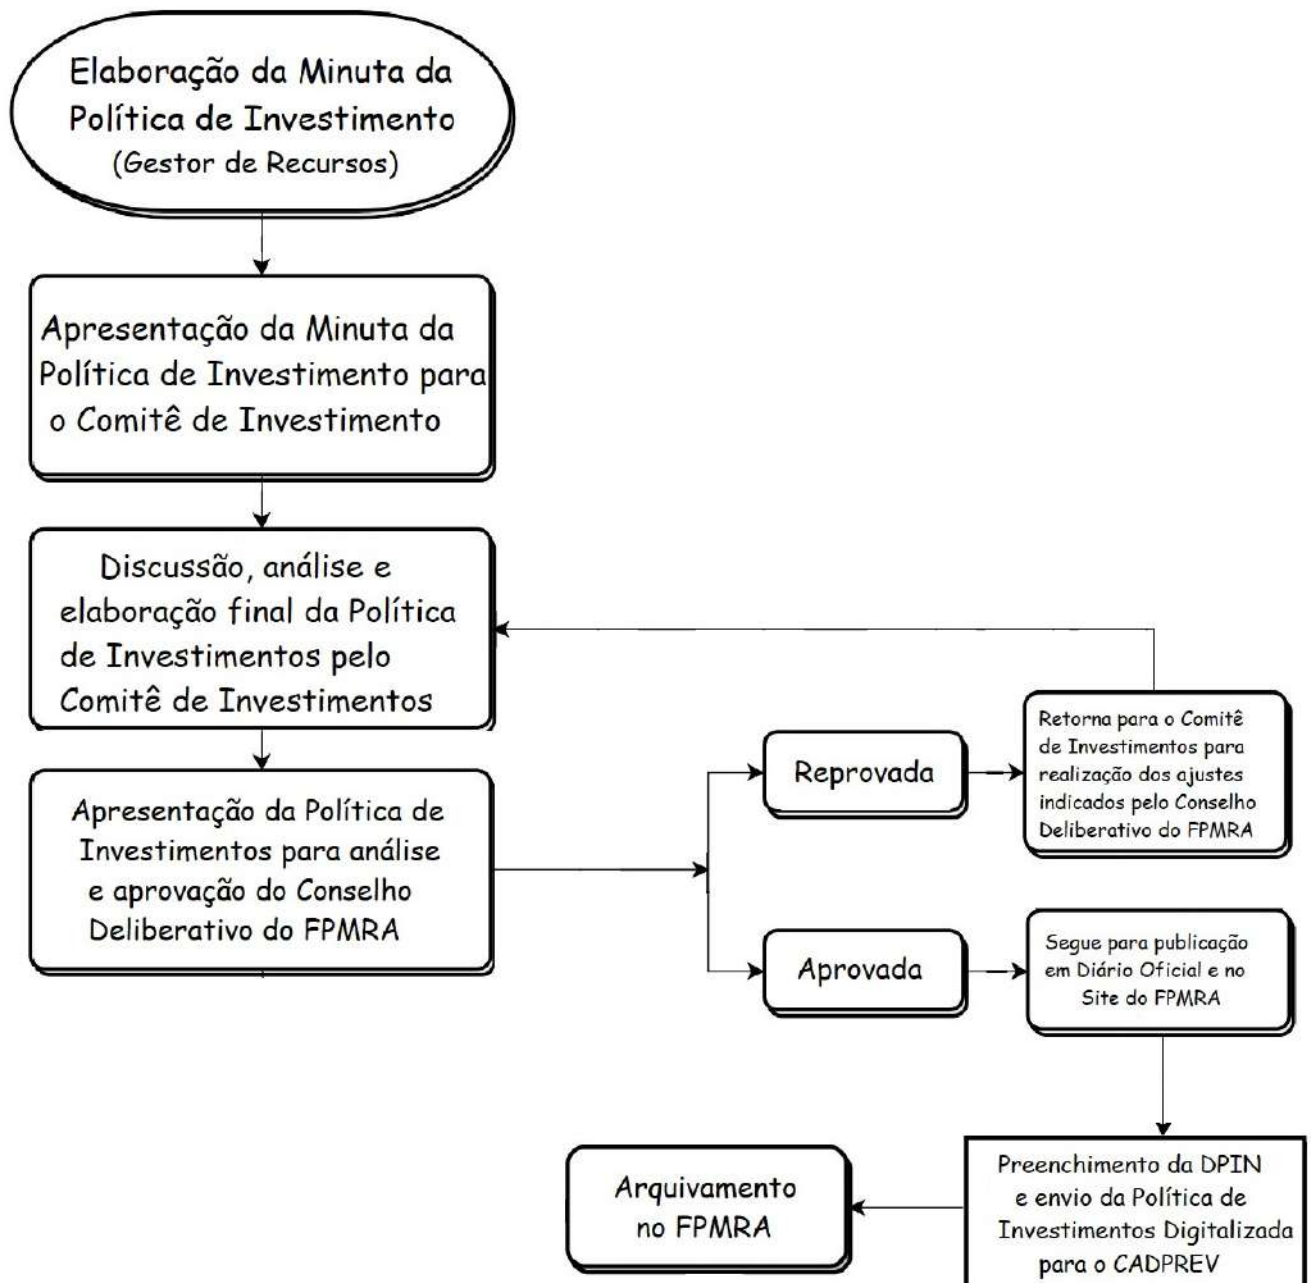 Elaboração da Minuta da
Política de Investimento
(Gestor de Recursos)
Apresentação da Minuta da
Política de Investimento para
o Comitê de Investimento
Discussão, análise e
elaboração final da Política
de Investimentos pelo
Comitê de Investimentos
Apresentação da Política de
Investimentos para análise
e aprovação do Conselho
Deliberativo do FPMRA
Reprovada
Retorna para o Comitê
de Investimentos para
realização dos ajustes
indicados pelo Conselho
Deliberativo do FPMRA
Aprovada
Segue para publicação
em Diário Oficial e no
Site do FPMRA
Preenchimento da DPIN
e envio da Política de
Investimentos Digitalizada
para o CADPREV
Arquivamento
no FPMRA